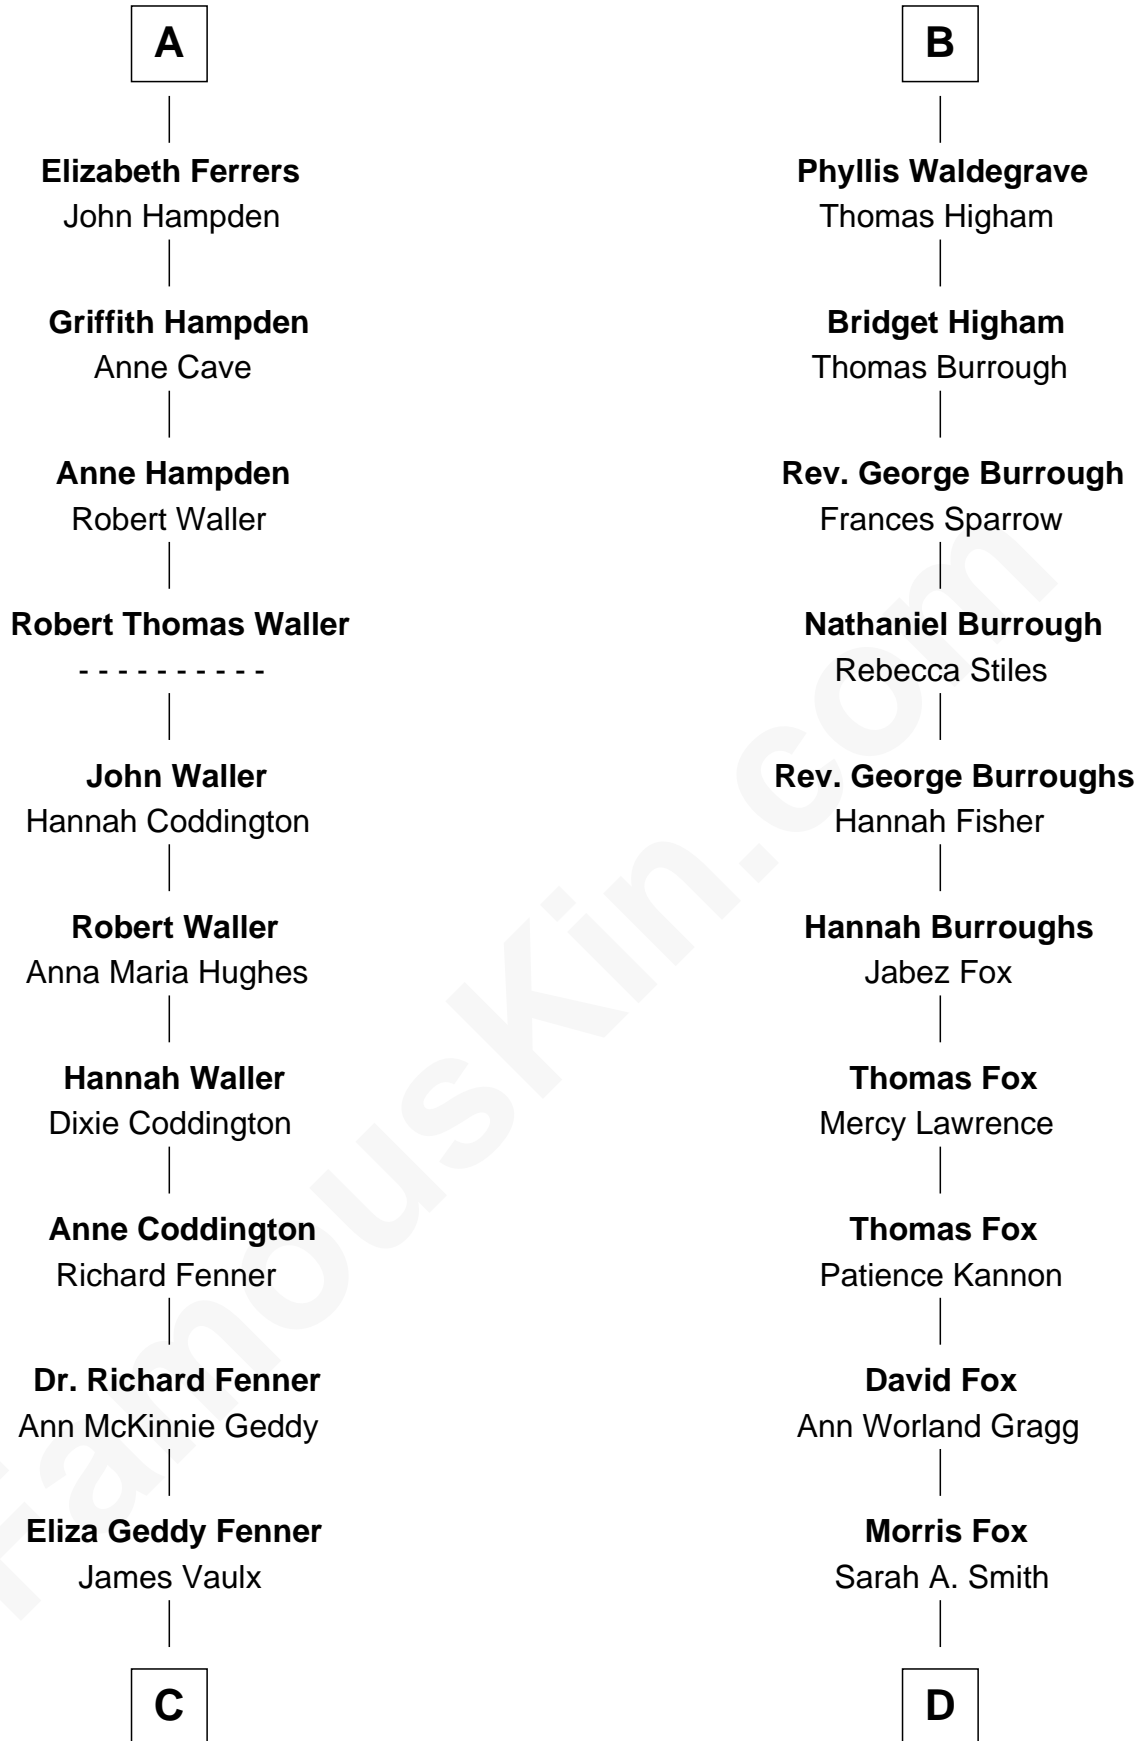 A
Elizabeth Ferrers
John Hampden
Griffith Hampden
Anne Cave
Anne Hampden
Robert Waller
Robert Thomas Waller
- - - - - - - - - -
John Waller
Hannah Coddington
Robert Waller
Anna Maria Hughes
Hannah Waller
Dixie Coddington
Anne Coddington
Richard Fenner
Dr. Richard Fenner
Ann McKinnie Geddy
Eliza Geddy Fenner
James Vaulx
C
B
Phyllis Waldegrave
Thomas Higham
Bridget Higham
Thomas Burrough
Rev. George Burrough
Frances Sparrow
Nathaniel Burrough
Rebecca Stiles
Rev. George Burroughs
Hannah Fisher
Hannah Burroughs
Jabez Fox
Thomas Fox
Mercy Lawrence
Thomas Fox
Patience Kannon
David Fox
Ann Worland Gragg
Morris Fox
Sarah A. Smith
D
FamousKin.com